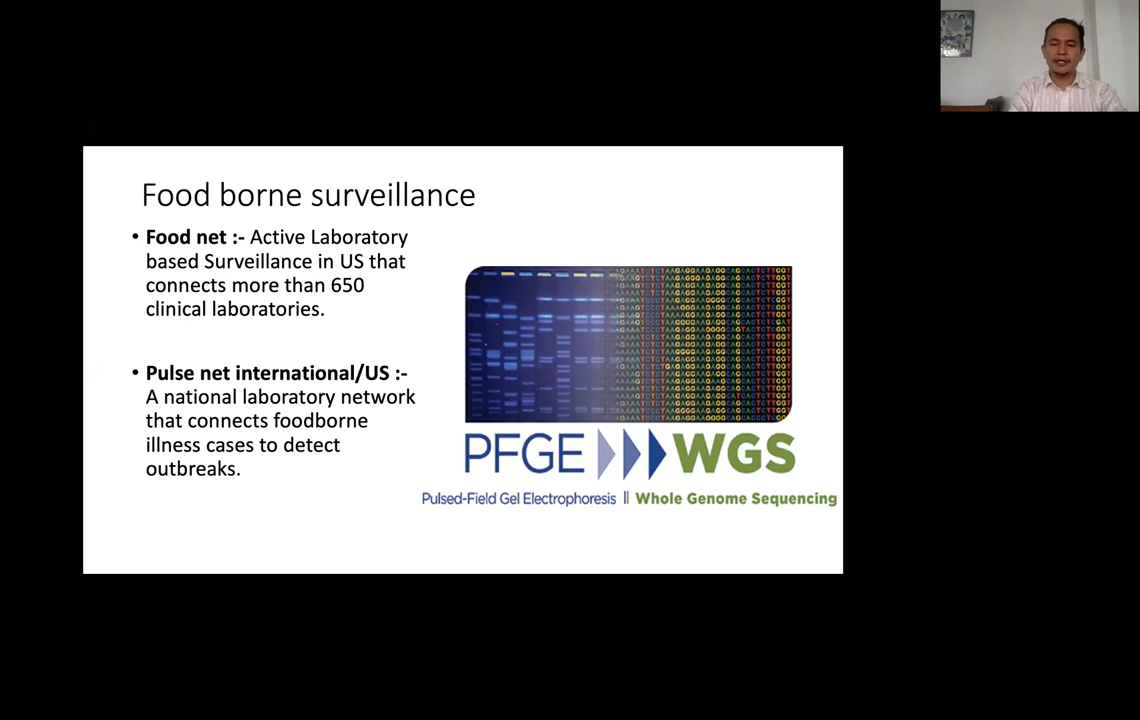 Food borne surveillance
• Food net :- Active Laboratory
based Surveillance in US that
connects more than 650
clinical laboratories.
• Pulse net international/US :-
A national laboratory network
that connects foodborne
illness cases to detect
outbreaks.
PFGE WGS
Pulsed-Field Gel Electrophoresis || Whole Genome Sequencing